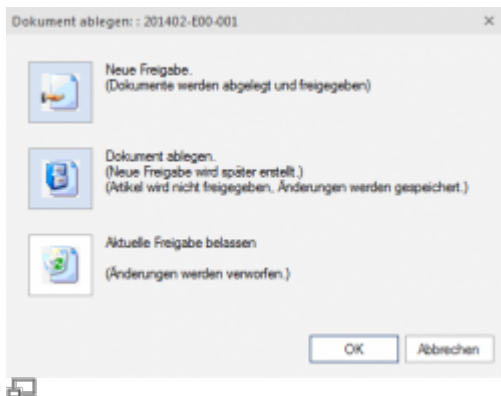 Dokument ablegen: : 201402-E00-001
Neue Freigabe.
(Dokumente werden abgelegt und freigegeben)
Dokument ablegen.
(Neue Freigabe wird später erstellt.)
(Artikel wird nicht freigegeben, Änderungen werden gespeichert.)
Aktuelle Freigabe belassen
(Änderungen werden verworfen.)
OK
Abbrechen